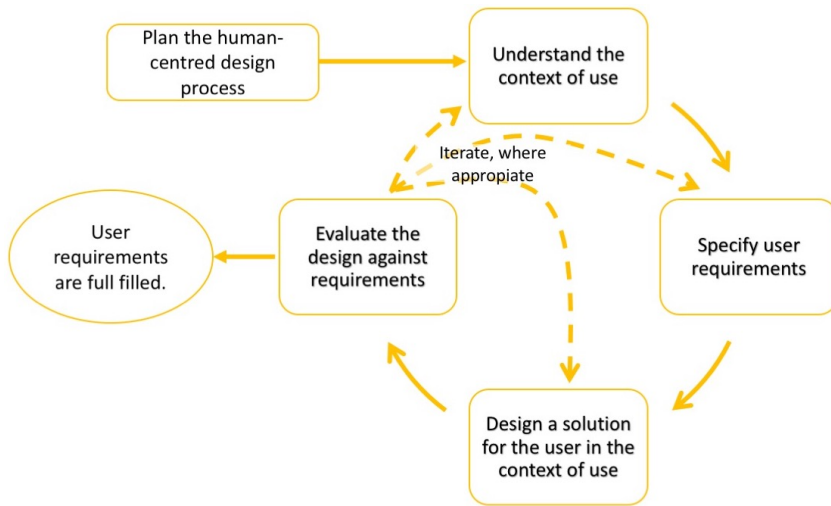 Plan the human-
centred design
process
Understand the
context of use
Iterate, where
appropiate
User
requirements
are full filled.
Evaluate the
design against
requirements
Specify user
requirements
Design a solution
for the user in the
context of use